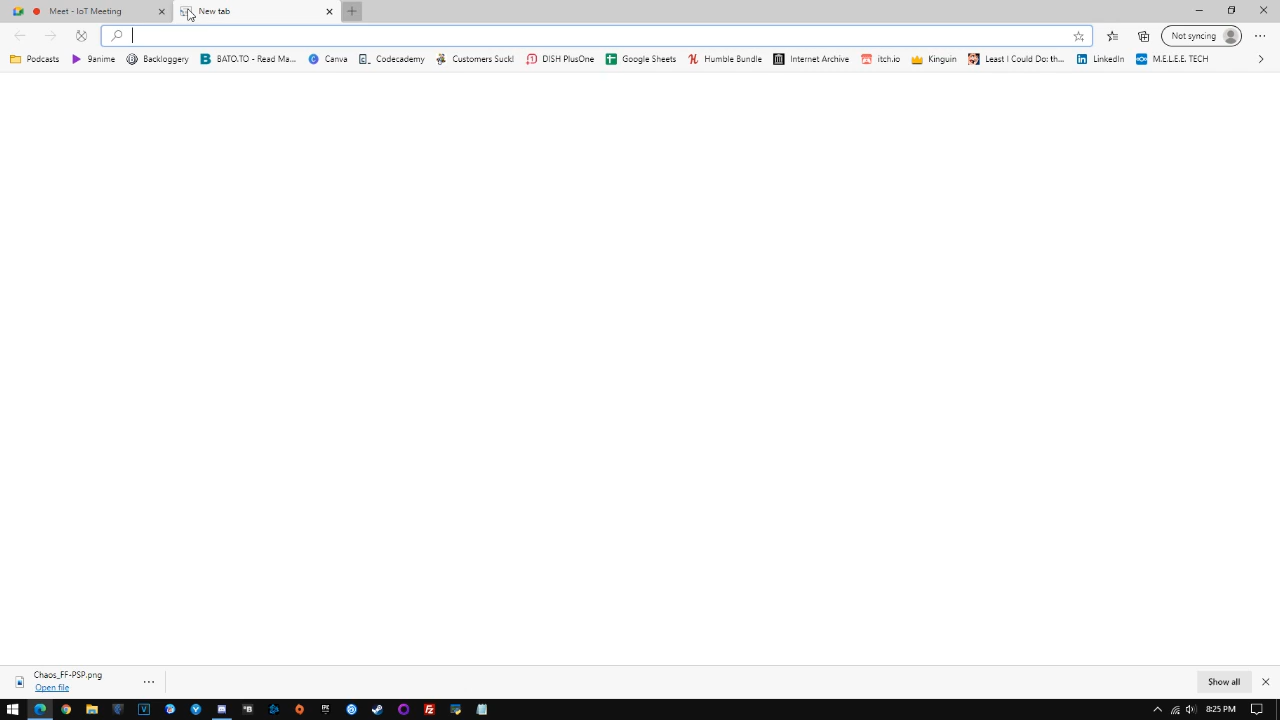 Meet - IoT Meeting New tab
Not syncing
Podcasts 9anime Backloggery BATO.TO - Read Ma... Canva Codecademy Customers Suck! DISH PlusOne Google Sheets Humble Bundle Internet Archive itch.io Kinguin Least I Could Do: th... LinkedIn M.E.L.E.E. TECH
Chaos_FF-PSP.png
Open file
Show all
8:25 PM